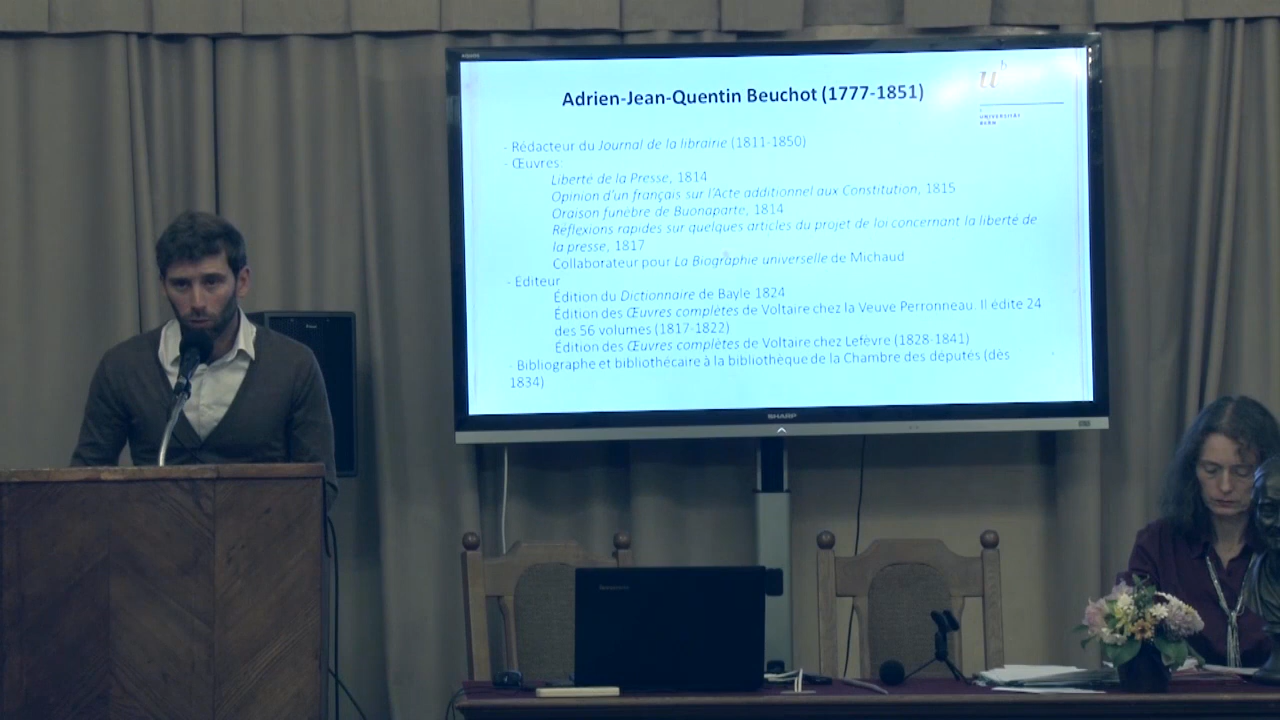 Adrien-Jean-Quentin Beuchot (1777-1851)
u b
UNIVERSITÄT
BERN
- Rédacteur du Journal de la librairie (1811-1850)
- Œuvres:
Liberté de la Presse, 1814
Opinion d'un français sur l'Acte additionnel aux Constitution, 1815
Oraison funèbre de Buonaparte, 1814
Réflexions rapides sur quelques articles du projet de loi concernant la liberté de
la presse, 1817
Collaborateur pour La Biographie universelle de Michaud
- Editeur
Édition du Dictionnaire de Bayle 1824
Édition des Œuvres complètes de Voltaire chez la Veuve Perronneau. Il édite 24
des 56 volumes (1817-1822)
Édition des Œuvres complètes de Voltaire chez Lefèvre (1828-1841)
- Bibliographe et bibliothécaire à la bibliothèque de la Chambre des députés (dès
1834)
SHARP